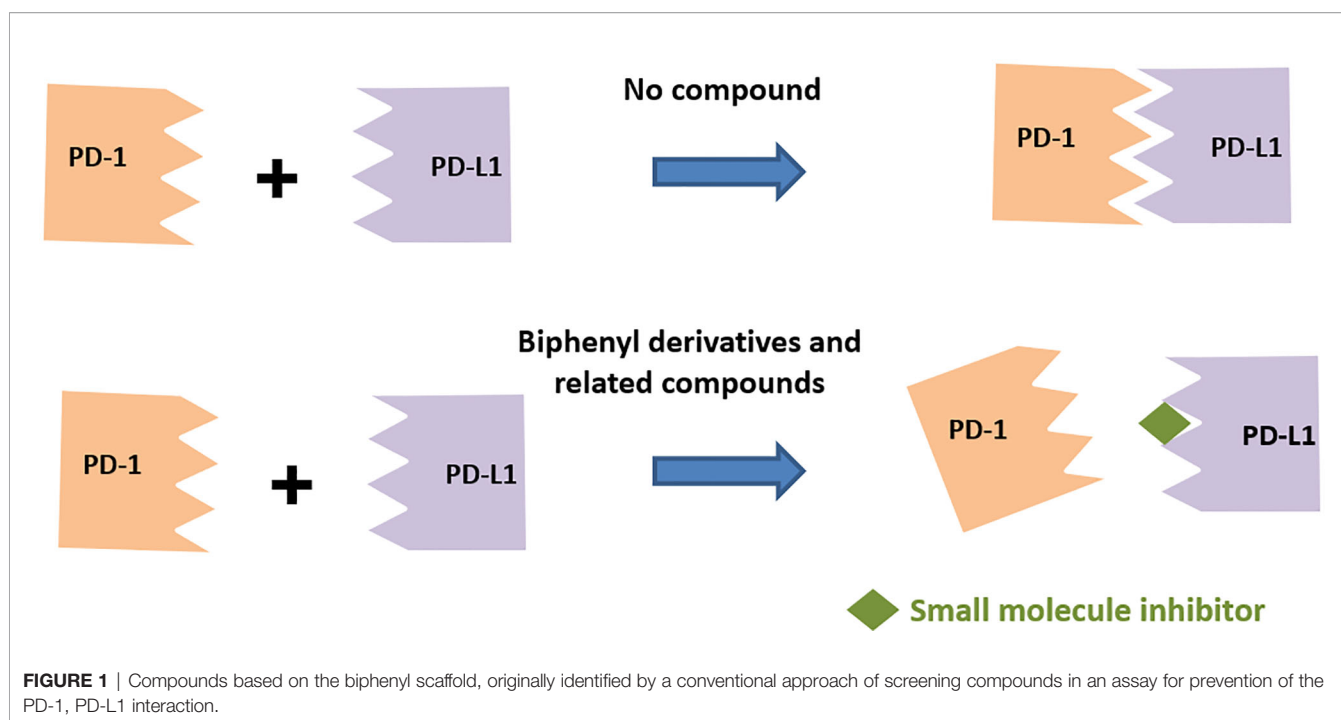 No compound
PD-1
+
PD-L1
PD-1
PD-L1
Biphenyl derivatives and
related compounds
PD-1
+
PD-L1
PD-1
PD-L1
Small molecule inhibitor
FIGURE 1 | Compounds based on the biphenyl scaffold, originally identified by a conventional approach of screening compounds in an assay for prevention of the
PD-1, PD-L1 interaction.